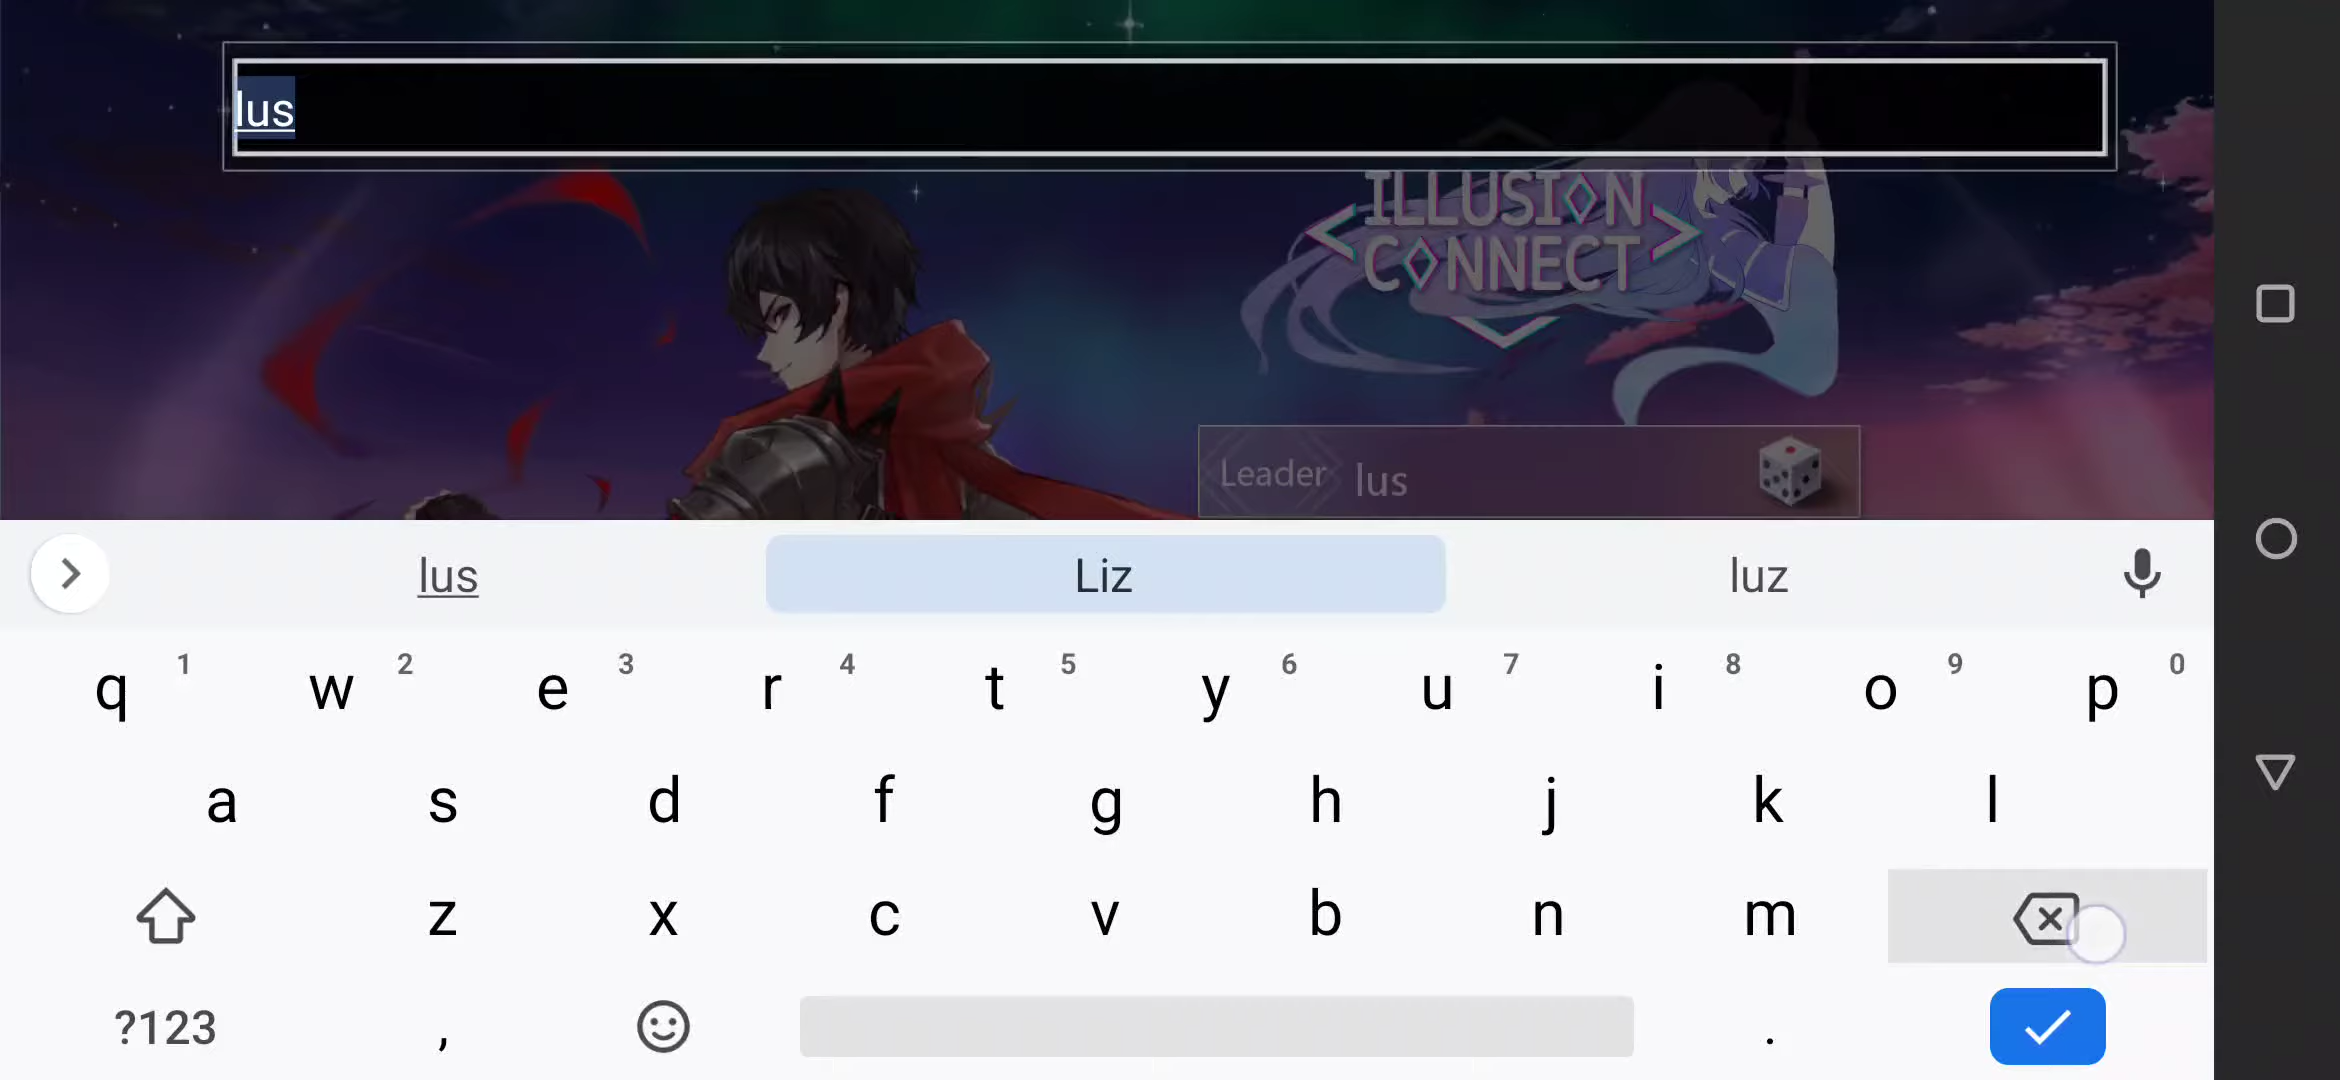 lus
ILLUSION
CONNECT
Leader lus
lus Liz luz
q 1 w 2 e 3 r 4 t 5 y 6 u 7 i 8 o 9 p 0
a s d f g h j k l
z x c v b n m
?123 , .